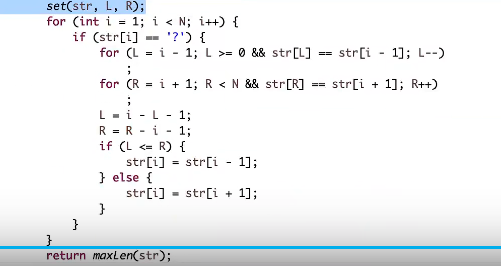 set(str, L, R);
for (int i = 1; i < N; i++) {
if (str[i] == '?') {
for (L = i - 1; L >= 0 && str[L] == str[i - 1]; L--)
;
for (R = i + 1; R < N && str[R] == str[i + 1]; R++)
;
L = i - L - 1;
R = R - i - 1;
if (L <= R) {
str[i] = str[i - 1];
} else {
str[i] = str[i + 1];
}
}
}
return maxLen(str);